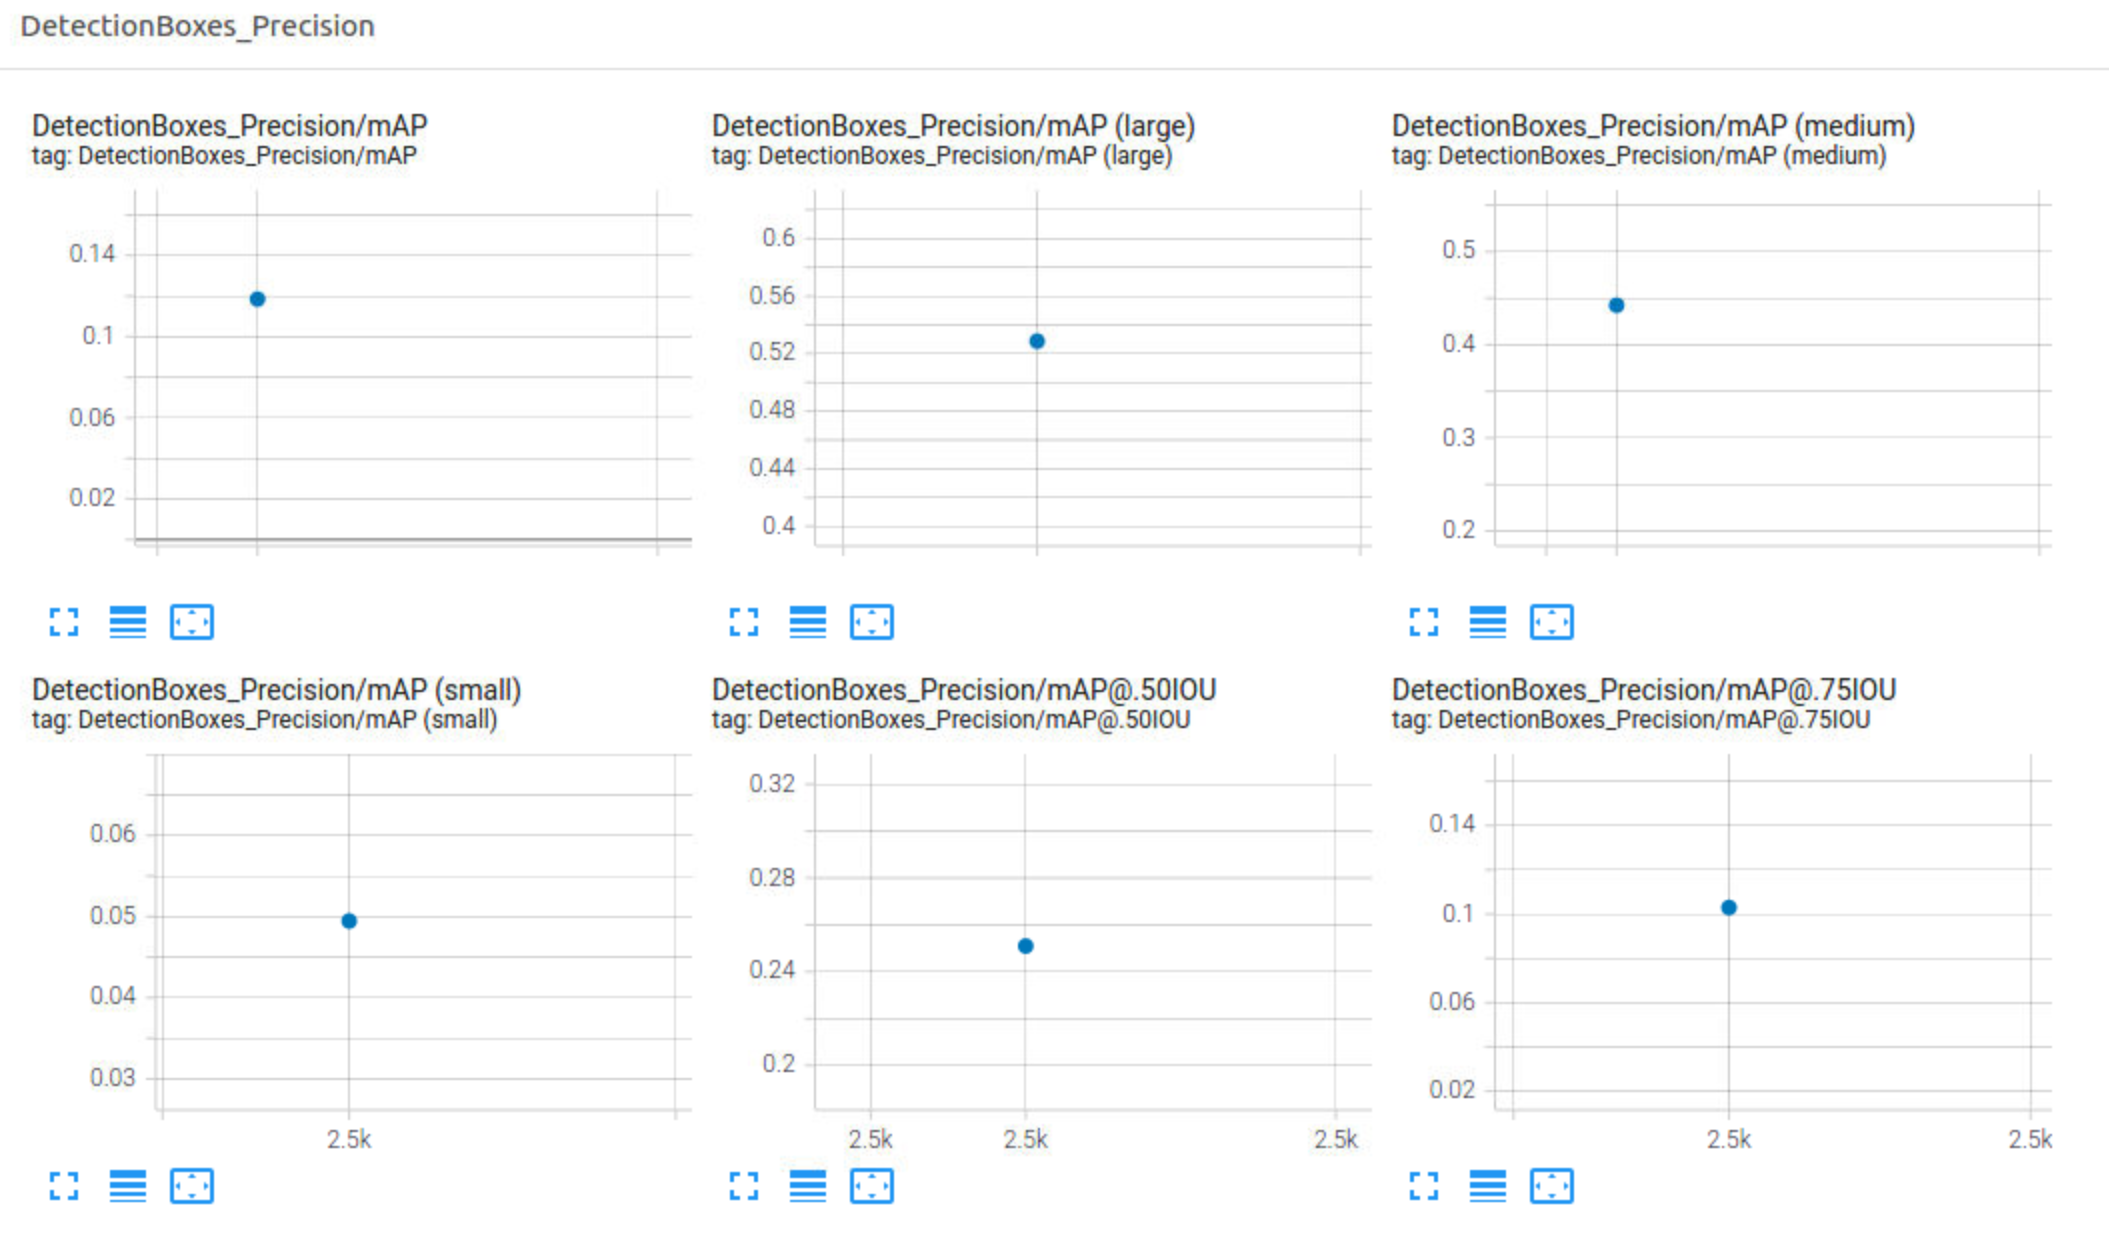 DetectionBoxes_Precision
DetectionBoxes_Precision/mAP
tag: DetectionBoxes_Precision/mAP
0.14
0.1
0.06
0.02
DetectionBoxes_Precision/mAP (large)
tag: DetectionBoxes_Precision/mAP (large)
0.6
0.56
0.52
0.48
0.44
0.4
DetectionBoxes_Precision/mAP (medium)
tag: DetectionBoxes_Precision/mAP (medium)
0.5
0.4
0.3
0.2
DetectionBoxes_Precision/mAP (small)
tag: DetectionBoxes_Precision/mAP (small)
0.06
0.05
0.04
0.03
2.5k
DetectionBoxes_Precision/mAP@.50IOU
tag: DetectionBoxes_Precision/mAP@.50IOU
0.32
0.28
0.24
0.2
2.5k 2.5k 2.5k
DetectionBoxes_Precision/mAP@.75IOU
tag: DetectionBoxes_Precision/mAP@.75IOU
0.14
0.1
0.06
0.02
2.5k 2.5k